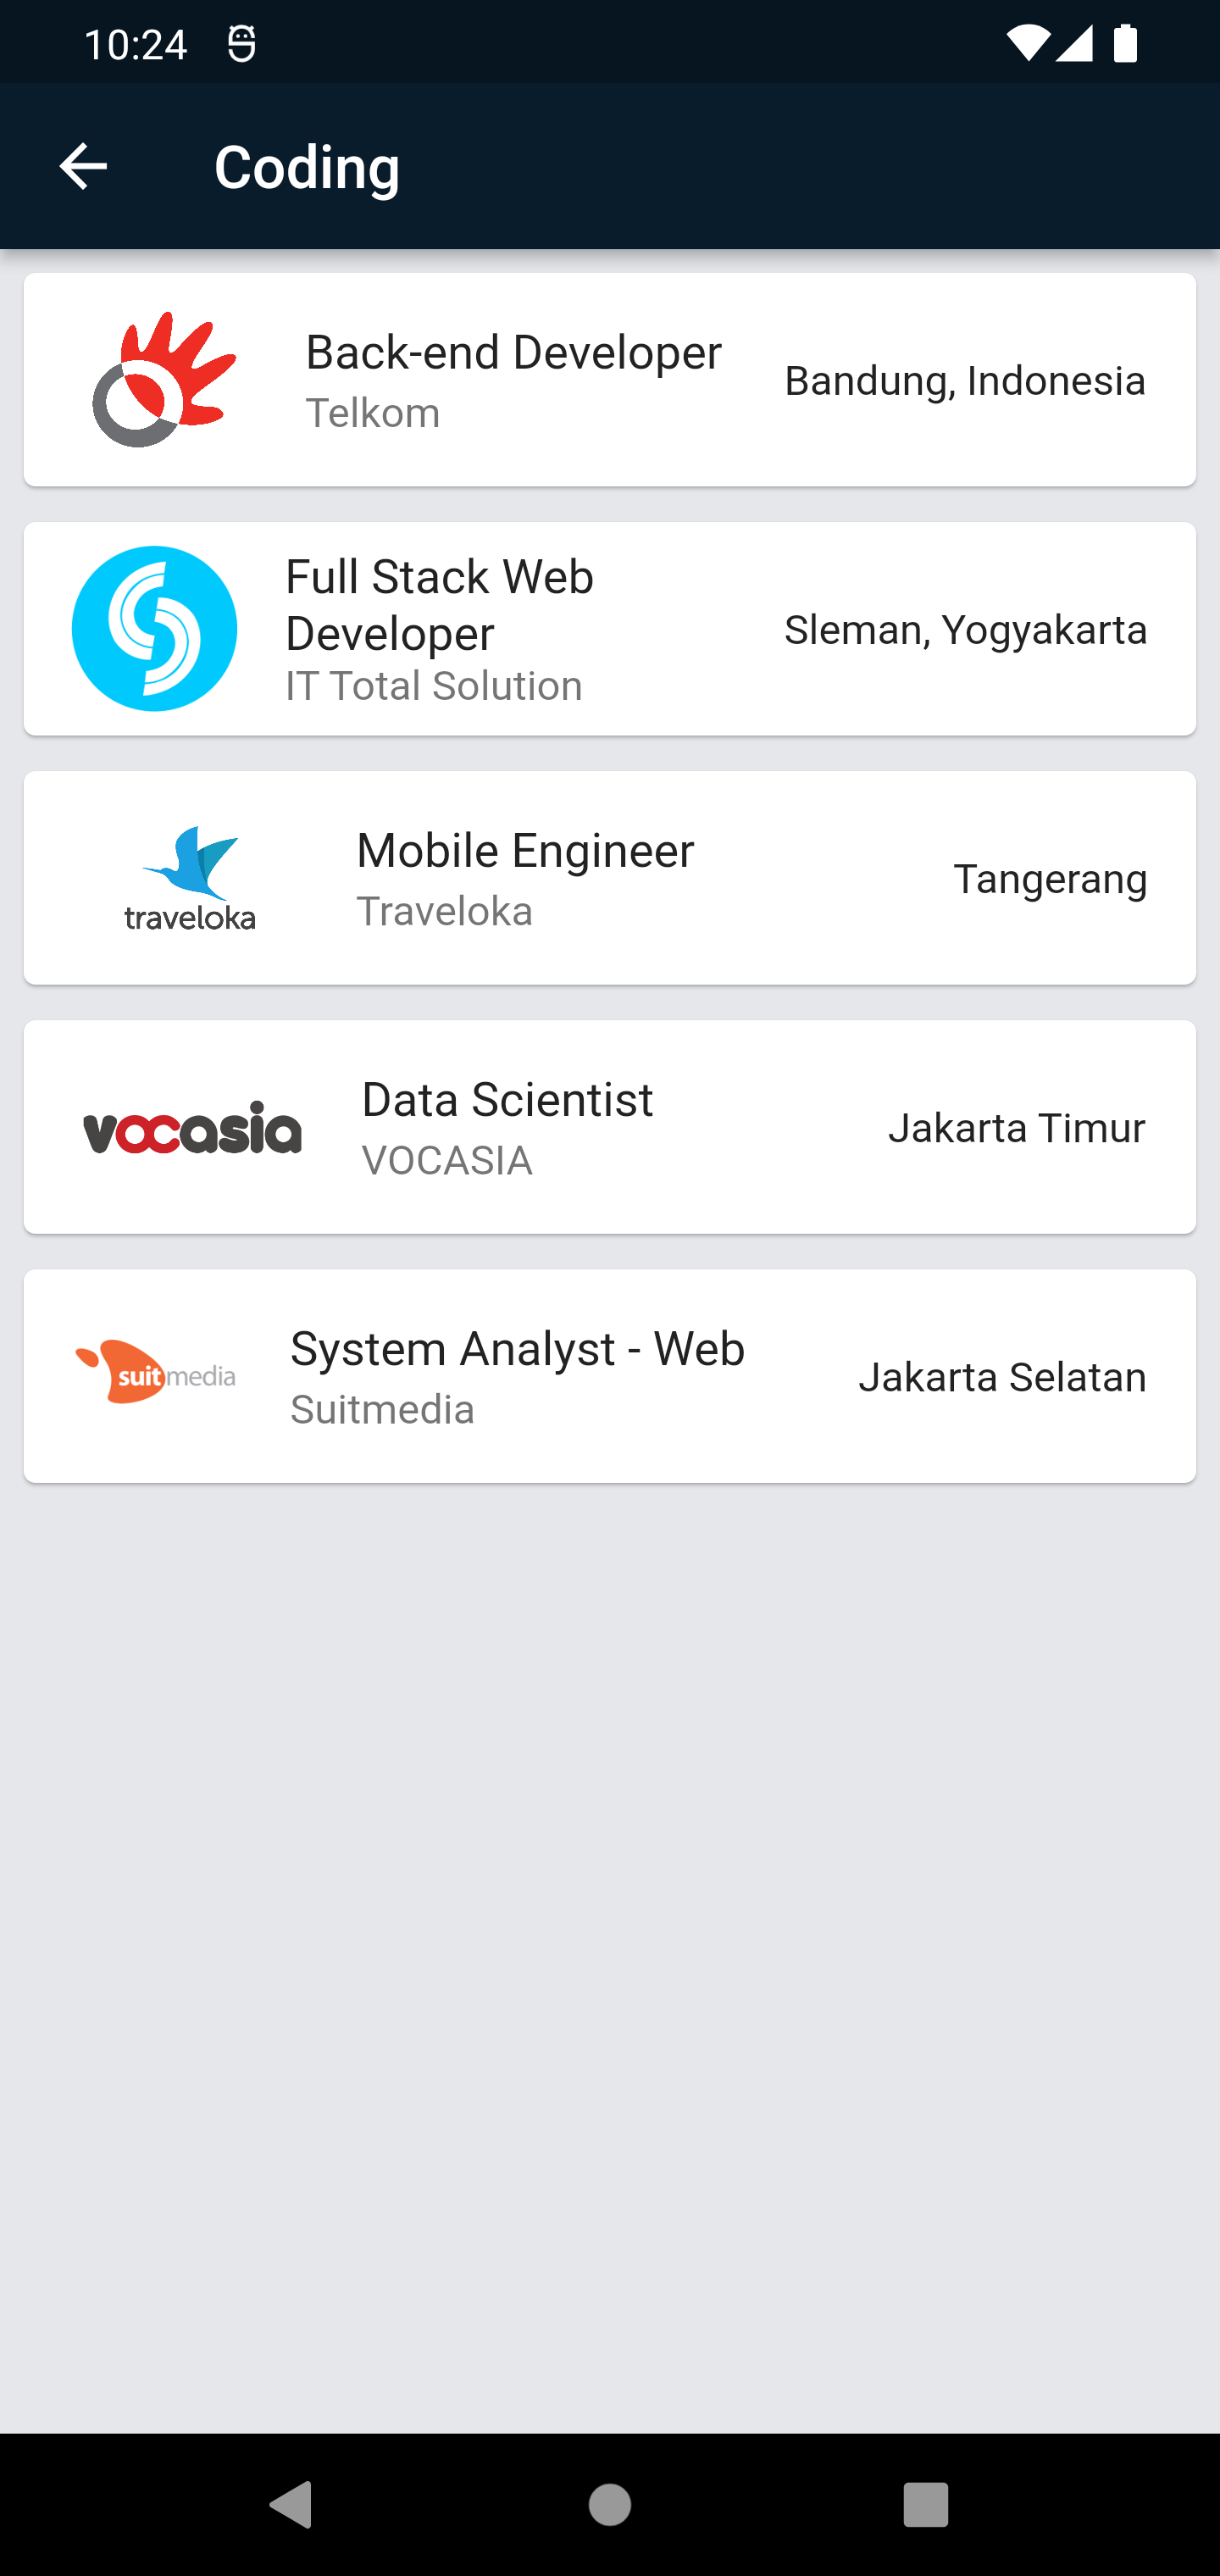 10:24
Coding
Back-end Developer
Telkom
Bandung, Indonesia
Full Stack Web
Developer
IT Total Solution
Sleman, Yogyakarta
traveloka
Mobile Engineer
Traveloka
Tangerang
vocasia
Data Scientist
VOCASIA
Jakarta Timur
suitmedia
System Analyst - Web
Suitmedia
Jakarta Selatan